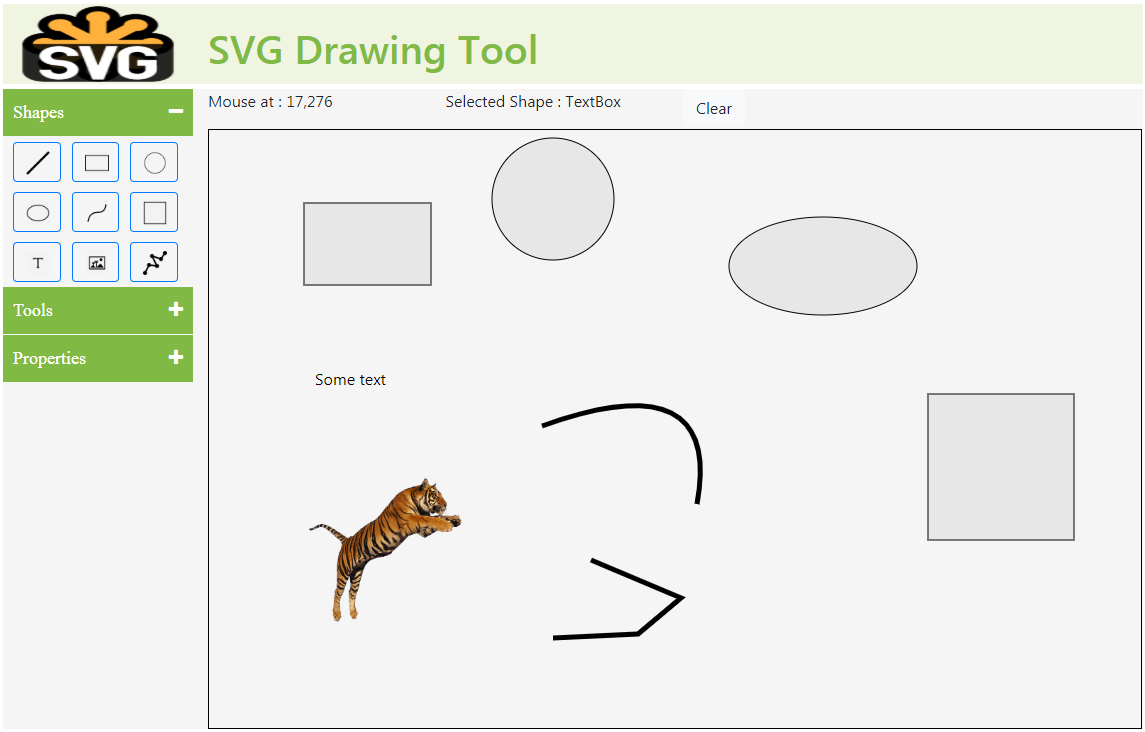 SVG
SVG Drawing Tool
Shapes
Mouse at : 17,276
Selected Shape : TextBox
Clear
T
Tools
Properties
Some text